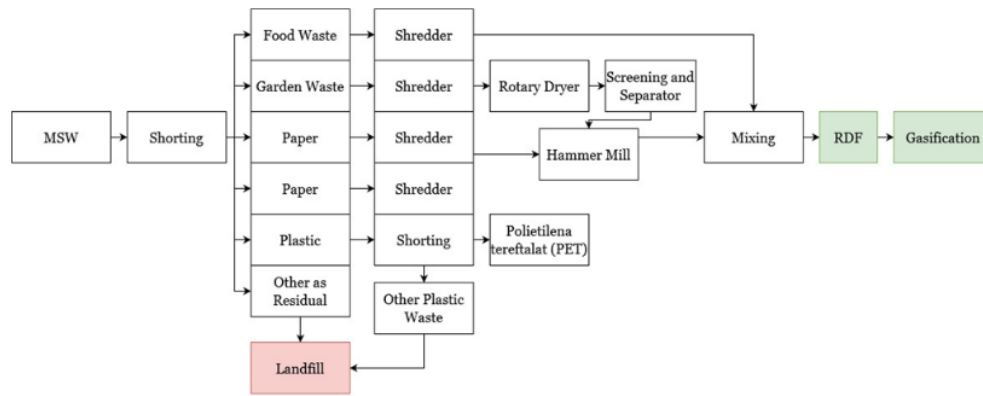 Food Waste
Shredder
Garden Waste
Shredder
Rotary Dryer
Screening and
Separator
MSW
Shorting
Paper
Shredder
Hammer Mill
Mixing
RDF
Gasification
Paper
Shredder
Plastic
Shorting
Polietilena
tereftalat (PET)
Other as
Residual
Other Plastic
Waste
Landfill